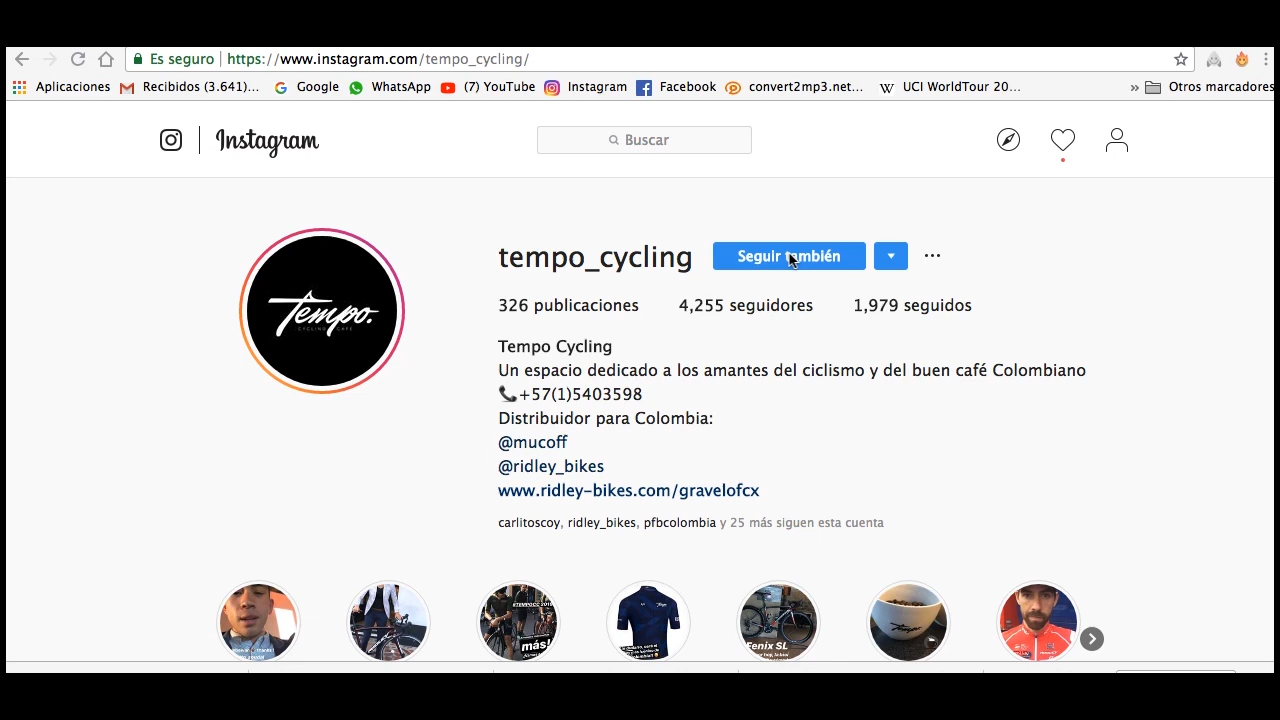 Es seguro https://www.instagram.com/tempo_cycling/
Aplicaciones Recibidos (3.641)... Google WhatsApp (7) YouTube Instagram Facebook convert2mp3.net... W UCI WorldTour 20... » Otros marcadores
Instagram Buscar
tempo_cycling Seguir también
326 publicaciones 4,255 seguidores 1,979 seguidos
Tempo Cycling
Un espacio dedicado a los amantes del ciclismo y del buen café Colombiano
+57(1)5403598
Distribuidor para Colombia:
@mucoff
@ridley_bikes
www.ridley-bikes.com/gravelofcx
carlitoscoy, ridley_bikes, pfbcolombia y 25 más siguen esta cuenta
Tempo.
CYCLING CAFE
más!
Tempo
Fenix SL